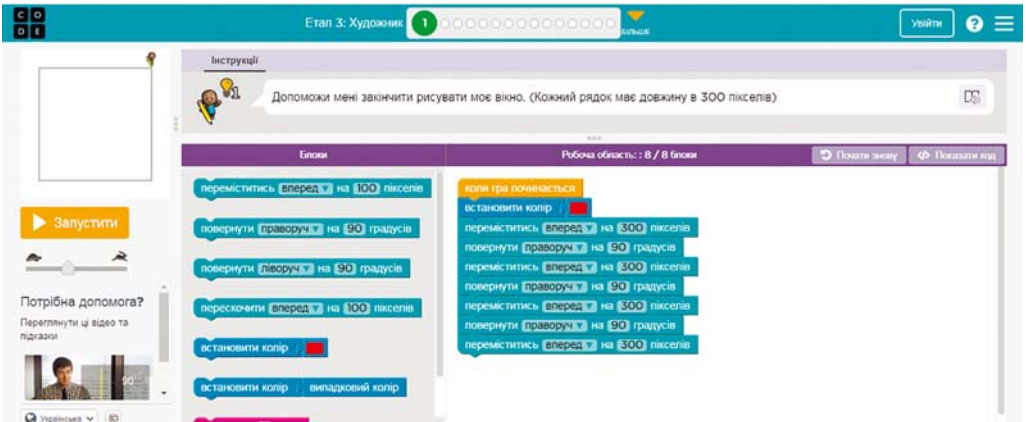 C O
D E
Етап 3: Художник
1
БІЛЬШЕ
Увійти
?
Інструкції
1
Допоможи мені закінчити рисувати моє вікно. (Кожний рядок має довжину в 300 пікселів)
Блоки
Робоча область: : 8 / 8 блоки
Почати знову
Показати код
переміститись вперед на 100 пікселів
повернути праворуч на 90 градусів
повернути ліворуч на 90 градусів
перескочити вперед на 100 пікселів
встановити колір
встановити колір випадковий колір
коли гра починається
встановити колір
переміститись вперед на 300 пікселів
повернути праворуч на 90 градусів
переміститись вперед на 300 пікселів
повернути праворуч на 90 градусів
переміститись вперед на 300 пікселів
повернути праворуч на 90 градусів
переміститись вперед на 300 пікселів
Запустити
Потрібна допомога?
Переглянути ці відео та
підказки
90°
Українська